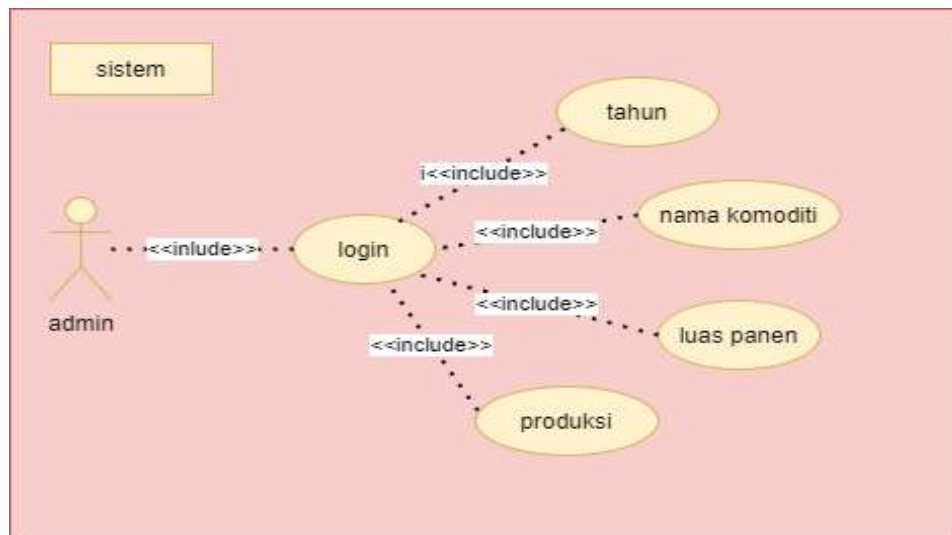 sistem
tahun
i<<include>>
nama komoditi
<<include>>
<<inlude>>
login
admin
<<include>>
luas panen
<<include>>
produksi